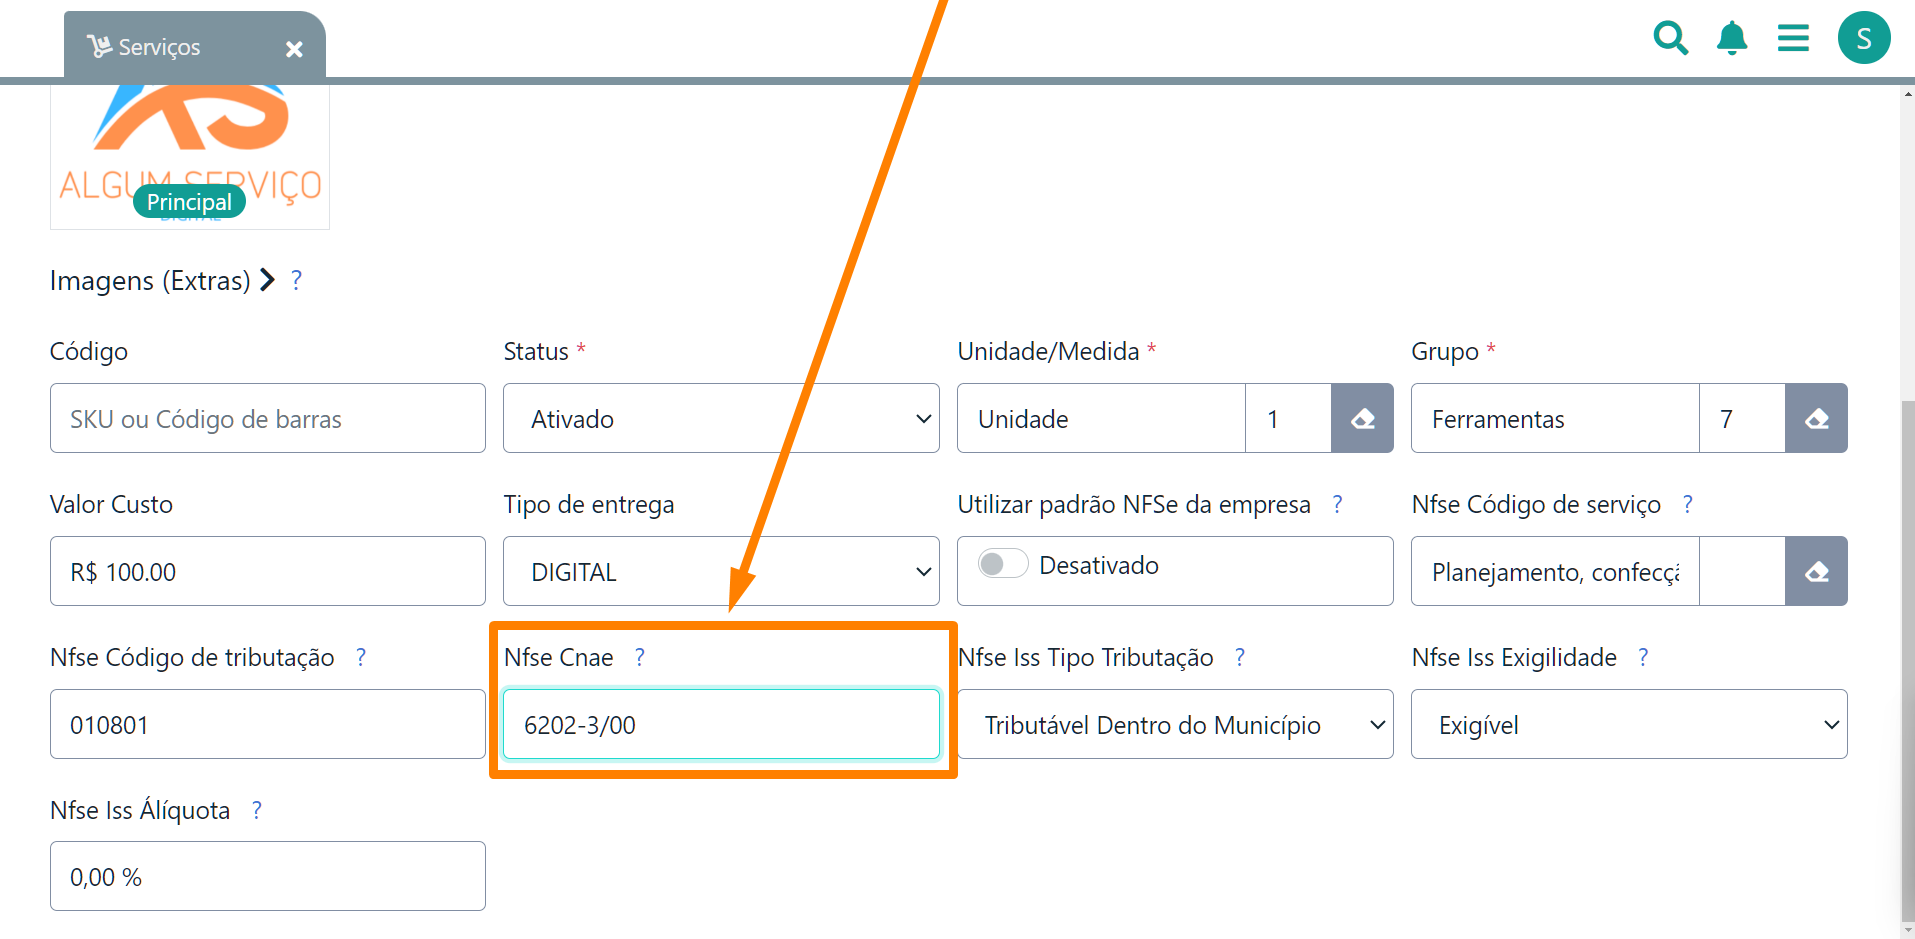 Serviços
S
ALGUM SERVIÇO
Principal
DIGITAL
Imagens (Extras) ?
Código
Status *
Unidade/Medida *
Grupo *
SKU ou Código de barras
Ativado
Unidade
1
Ferramentas
7
Valor Custo
Tipo de entrega
Utilizar padrão NFSe da empresa ?
Nfse Código de serviço ?
R$ 100.00
DIGITAL
Desativado
Planejamento, confecçã
Nfse Código de tributação ?
Nfse Cnae ?
Nfse Iss Tipo Tributação ?
Nfse Iss Exigilidade ?
010801
6202-3/00
Tributável Dentro do Município
Exigível
Nfse Iss Álíquota ?
0,00 %